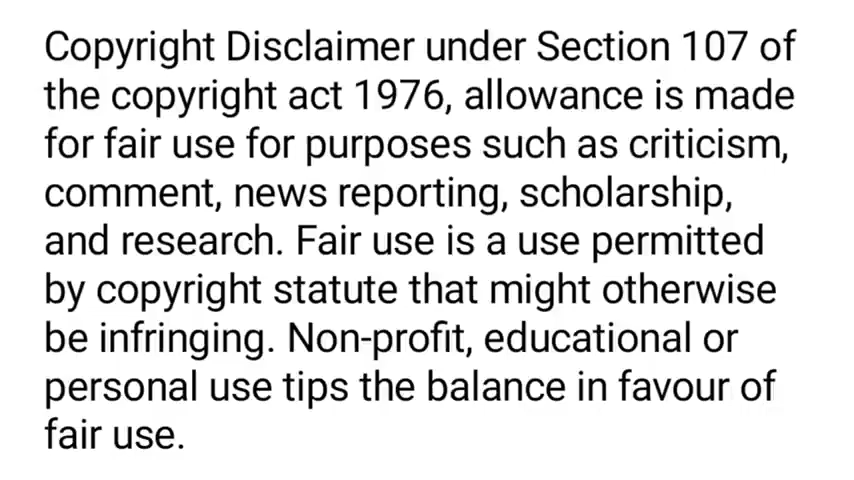 Copyright Disclaimer under Section 107 of
the copyright act 1976, allowance is made
for fair use for purposes such as criticism,
comment, news reporting, scholarship,
and research. Fair use is a use permitted
by copyright statute that might otherwise
be infringing. Non-profit, educational or
personal use tips the balance in favour of
fair use.